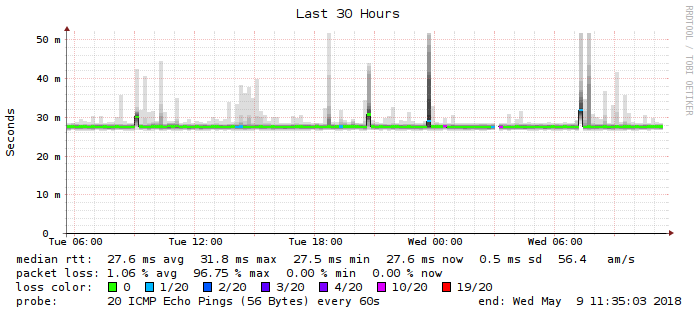 Last 30 Hours
RRDTOOL / TOBI OETIKER
Seconds
50 m
40 m
30 m
20 m
10 m
0
Tue 06:00 Tue 12:00 Tue 18:00 Wed 00:00 Wed 06:00
median rtt: 27.6 ms avg 31.8 ms max 27.5 ms min 27.6 ms now 0.5 ms sd 56.4 am/s
packet loss: 1.06 % avg 96.75 % max 0.00 % min 0.00 % now
loss color: 0 1/20 2/20 3/20 4/20 10/20 19/20
probe: 20 ICMP Echo Pings (56 Bytes) every 60s end: Wed May 9 11:35:03 2018